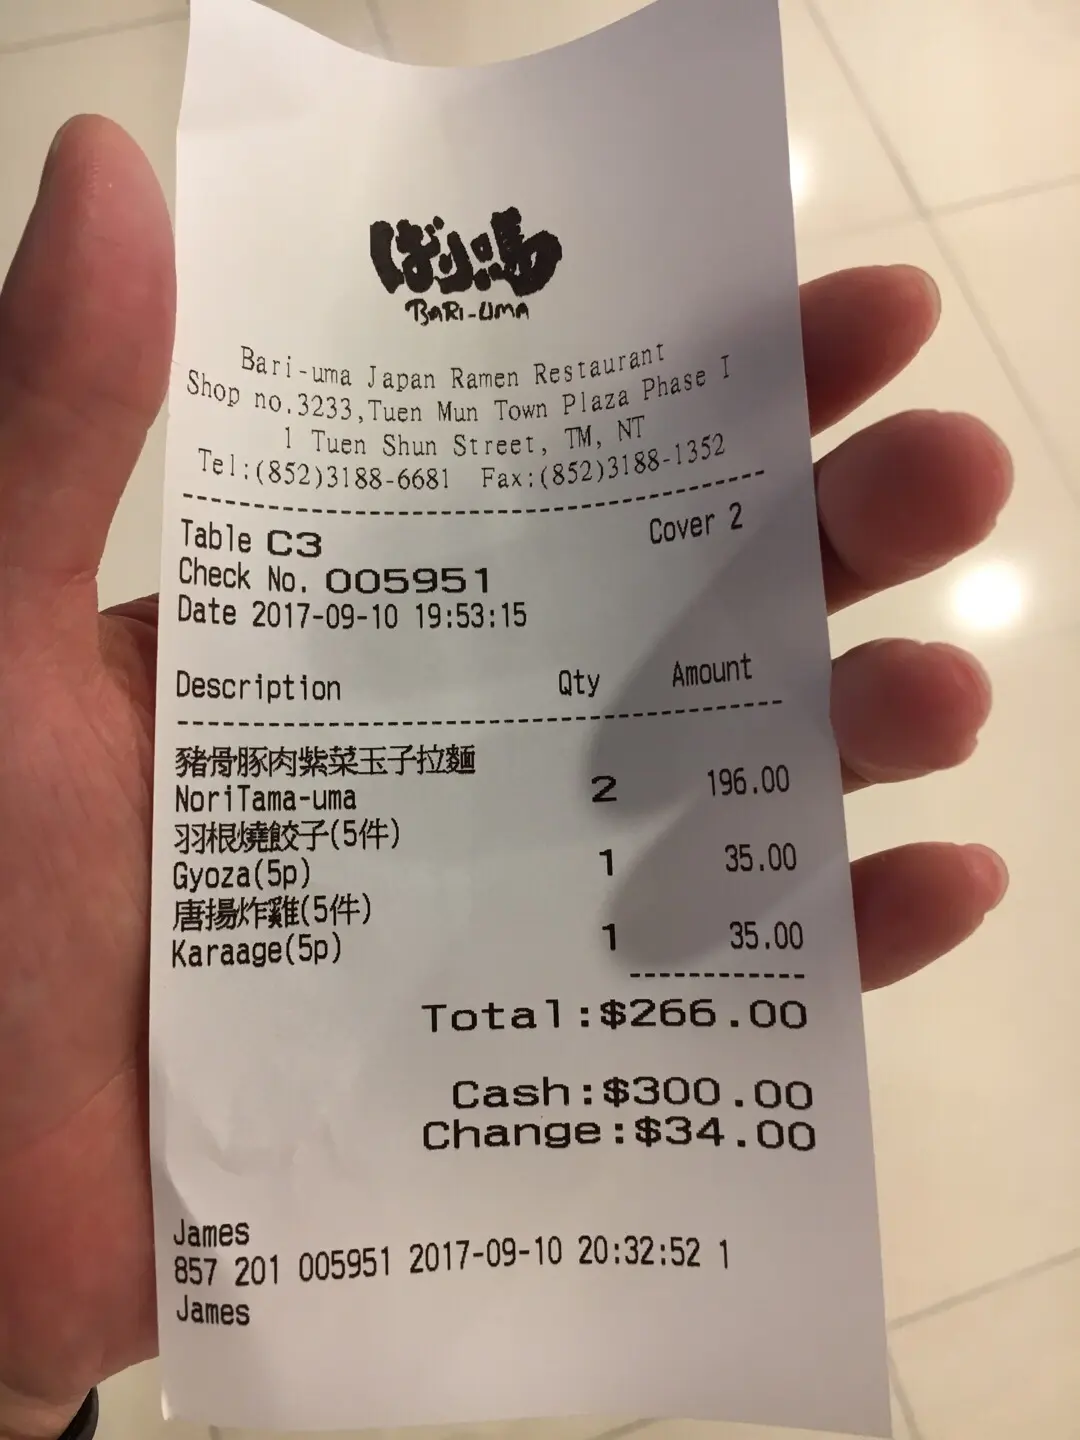 ばり馬
BARI-UMA
Bari-uma Japan Ramen Restaurant
Shop no.3233,Tuen Mun Town Plaza Phase I
1 Tuen Shun Street, TM, NT
Tel:(852)3188-6681 Fax:(852)3188-1352
Table C3 Cover 2
Check No. 005951
Date 2017-09-10 19:53:15
Description Qty Amount
豬骨豚肉紫菜玉子拉麵
NoriTama-uma 2 196.00
羽根燒餃子(5件)
Gyoza(5p) 1 35.00
唐揚炸雞(5件)
Karaage(5p) 1 35.00
Total:$266.00
Cash:$300.00
Change:$34.00
James
857 201 005951 2017-09-10 20:32:52 1
James